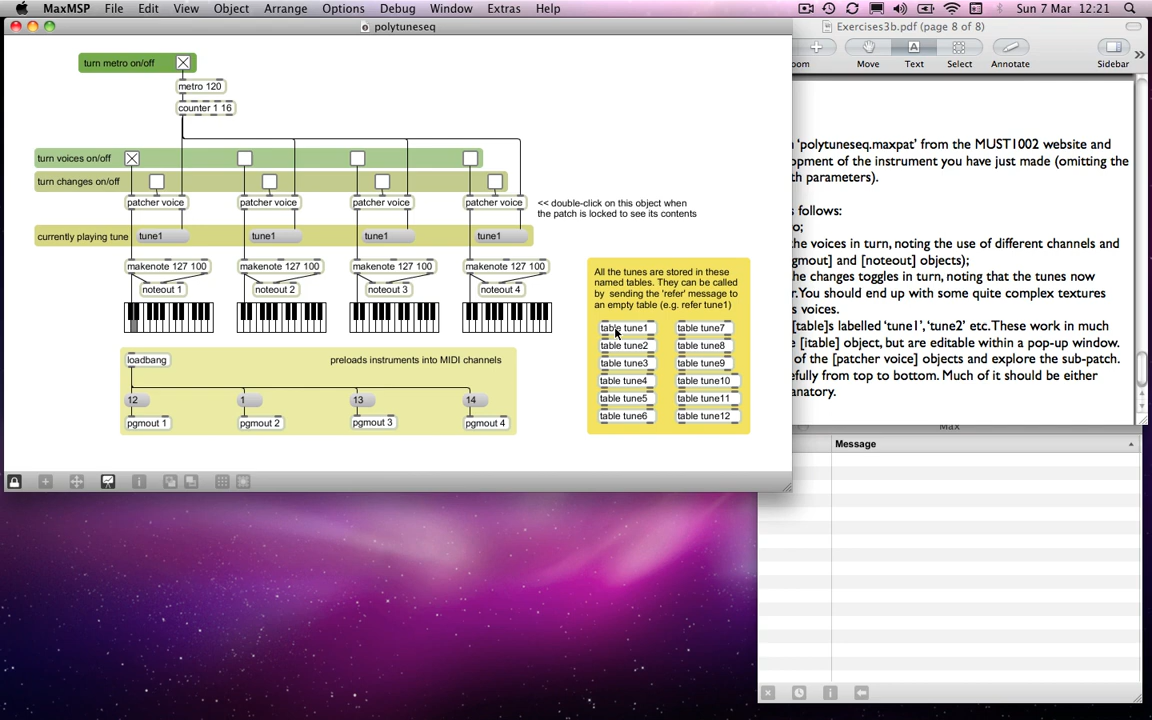 MaxMSP File Edit View Object Arrange Options Debug Window Extras Help Sun 7 Mar 12:21
polytuneseq
turn metro on/off
metro 120
counter 1 16
turn voices on/off
turn changes on/off
patcher voice patcher voice patcher voice patcher voice
<< double-click on this object when
the patch is locked to see its contents
currently playing tune tune1 tune1 tune1 tune1
makenote 127 100 makenote 127 100 makenote 127 100 makenote 127 100
noteout 1 noteout 2 noteout 3 noteout 4
All the tunes are stored in these
named tables. They can be called
by sending the 'refer' message to
an empty table (e.g. refer tune1)
table tune1 table tune7
table tune2 table tune8
table tune3 table tune9
table tune4 table tune10
table tune5 table tune11
table tune6 table tune12
loadbang preloads instruments into MIDI channels
12 1 13 14
pgmout 1 pgmout 2 pgmout 3 pgmout 4
Exercises3b.pdf (page 8 of 8)
oom Move Text Select Annotate Sidebar
'polytuneseq.maxpat' from the MUST1002 website and
opment of the instrument you have just made (omitting the
th parameters).
s follows:
o;
the voices in turn, noting the use of different channels and
gmout] and [noteout] objects);
he changes toggles in turn, noting that the tunes now
r. You should end up with some quite complex textures
s voices.
[table]s labelled 'tune1', 'tune2' etc. These work in much
e [itable] object, but are editable within a pop-up window.
of the [patcher voice] objects and explore the sub-patch.
efully from top to bottom. Much of it should be either
anatory.
Max
Message